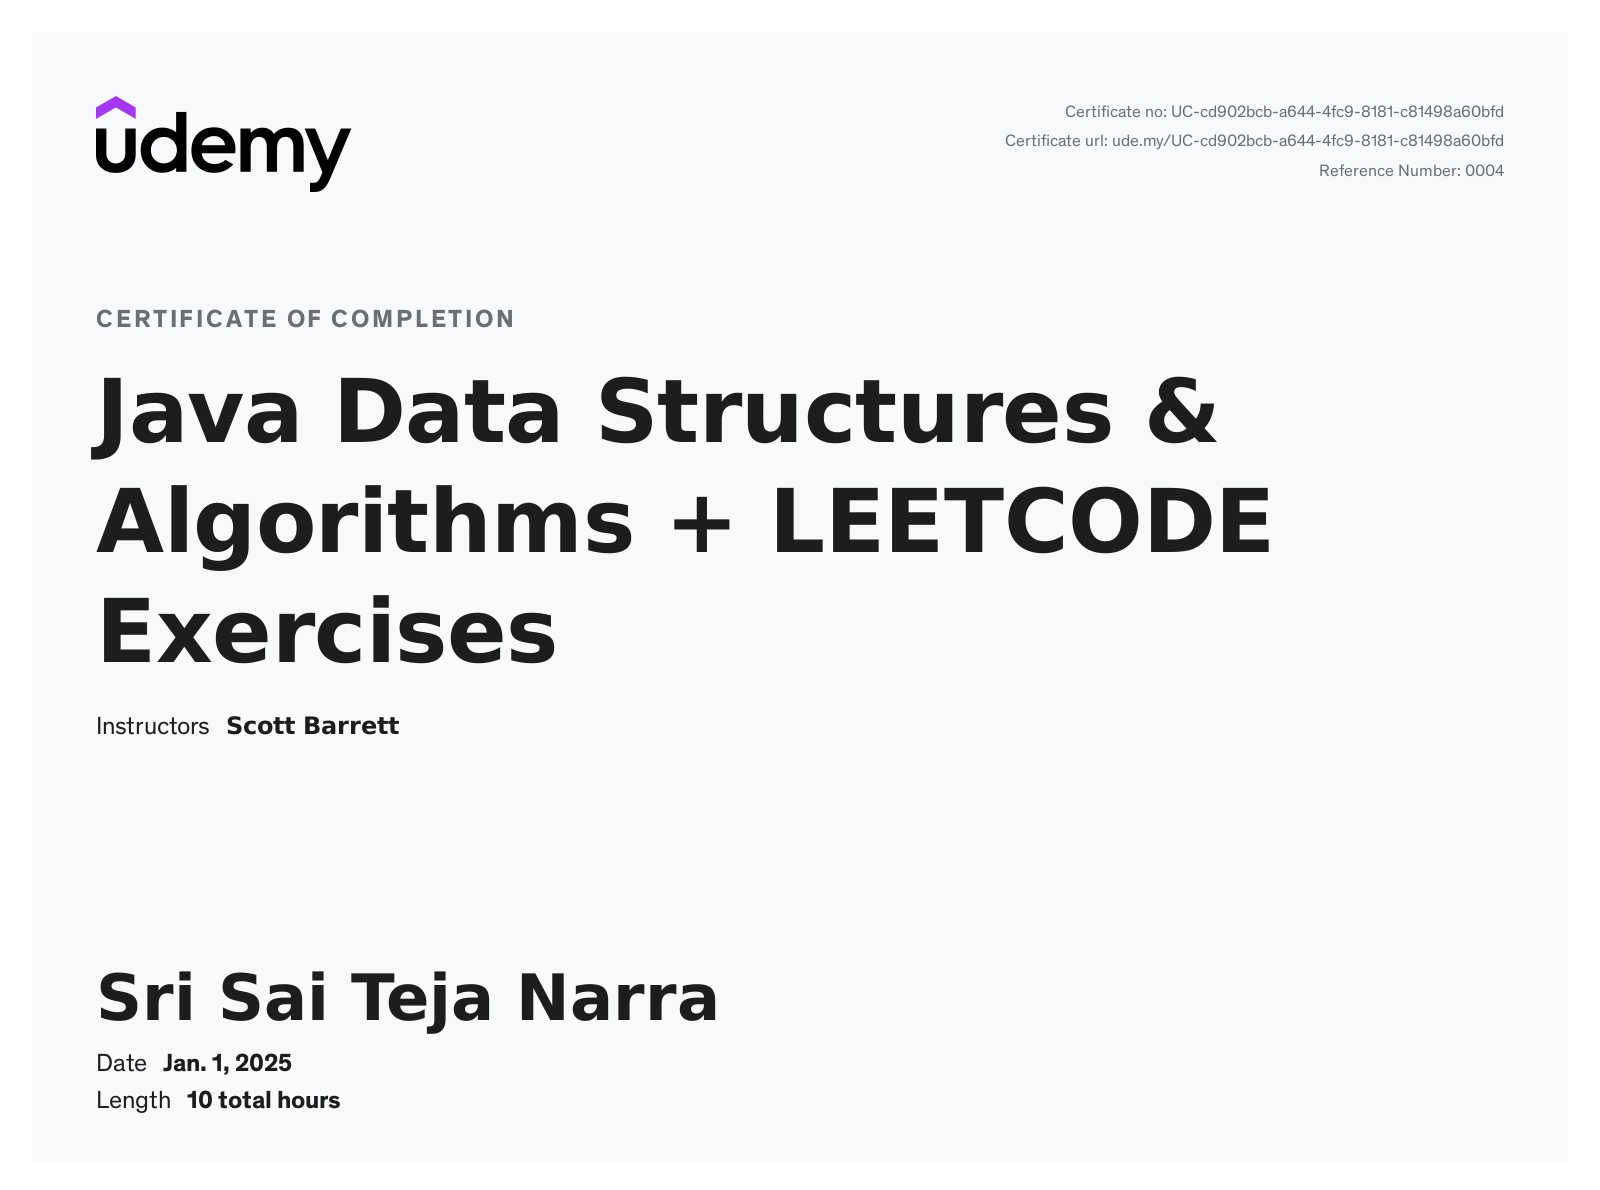 udemy
Certificate no: UC-cd902bcb-a644-4fc9-8181-c81498a60bfd
Certificate url: ude.my/UC-cd902bcb-a644-4fc9-8181-c81498a60bfd
Reference Number: 0004
CERTIFICATE OF COMPLETION
Java Data Structures &
Algorithms + LEETCODE
Exercises
Instructors Scott Barrett
Sri Sai Teja Narra
Date Jan. 1, 2025
Length 10 total hours